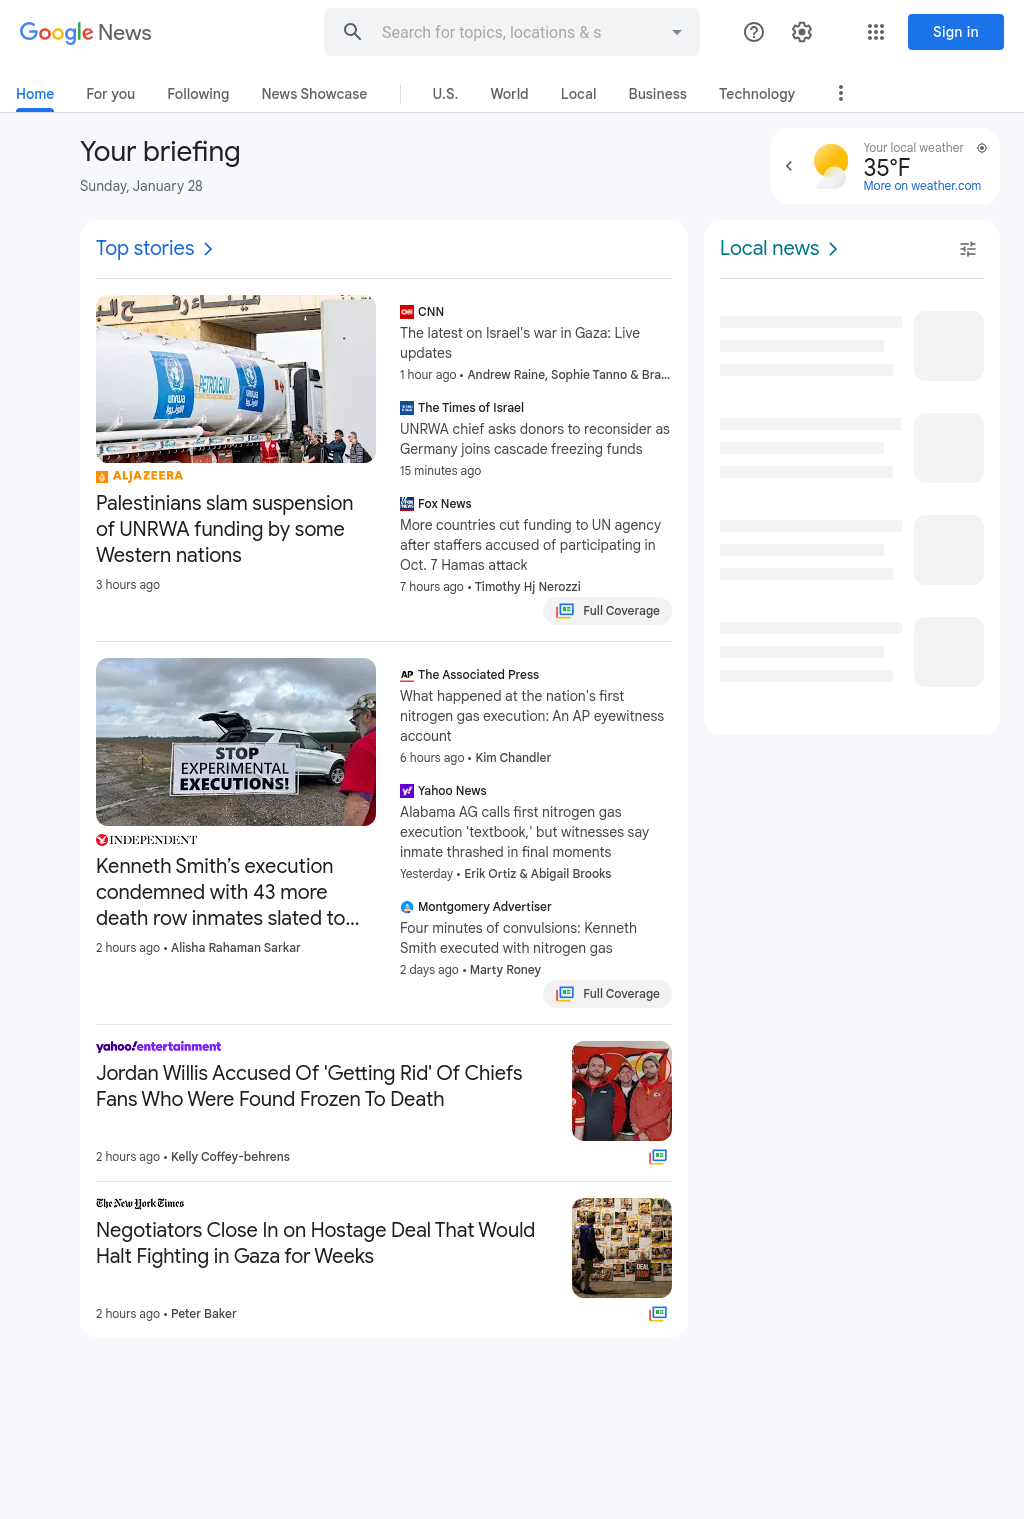 Google News
Search for topics, locations & s
Sign in
Home
For you
Following
News Showcase
U.S.
World
Local
Business
Technology
Your briefing
Sunday, January 28
Your local weather
35°F
More on weather.com
Top stories
PETROLEUM
unrwa
unrwa
ALJAZEERA
Palestinians slam suspension
of UNRWA funding by some
Western nations
3 hours ago
CNN
The latest on Israel's war in Gaza: Live
updates
1 hour ago • Andrew Raine, Sophie Tanno & Bra...
The Times of Israel
UNRWA chief asks donors to reconsider as
Germany joins cascade freezing funds
15 minutes ago
Fox News
More countries cut funding to UN agency
after staffers accused of participating in
Oct. 7 Hamas attack
7 hours ago • Timothy Hj Nerozzi
Full Coverage
STOP
EXPERIMENTAL
EXECUTIONS!
INDEPENDENT
Kenneth Smith’s execution
condemned with 43 more
death row inmates slated to...
2 hours ago • Alisha Rahaman Sarkar
AP The Associated Press
What happened at the nation's first
nitrogen gas execution: An AP eyewitness
account
6 hours ago • Kim Chandler
Yahoo News
Alabama AG calls first nitrogen gas
execution 'textbook,' but witnesses say
inmate thrashed in final moments
Yesterday • Erik Ortiz & Abigail Brooks
Montgomery Advertiser
Four minutes of convulsions: Kenneth
Smith executed with nitrogen gas
2 days ago • Marty Roney
Full Coverage
yahoo!entertainment
Jordan Willis Accused Of 'Getting Rid' Of Chiefs
Fans Who Were Found Frozen To Death
2 hours ago • Kelly Coffey-behrens
The New York Times
Negotiators Close In on Hostage Deal That Would
Halt Fighting in Gaza for Weeks
DEAL
NOW
2 hours ago • Peter Baker
Local news